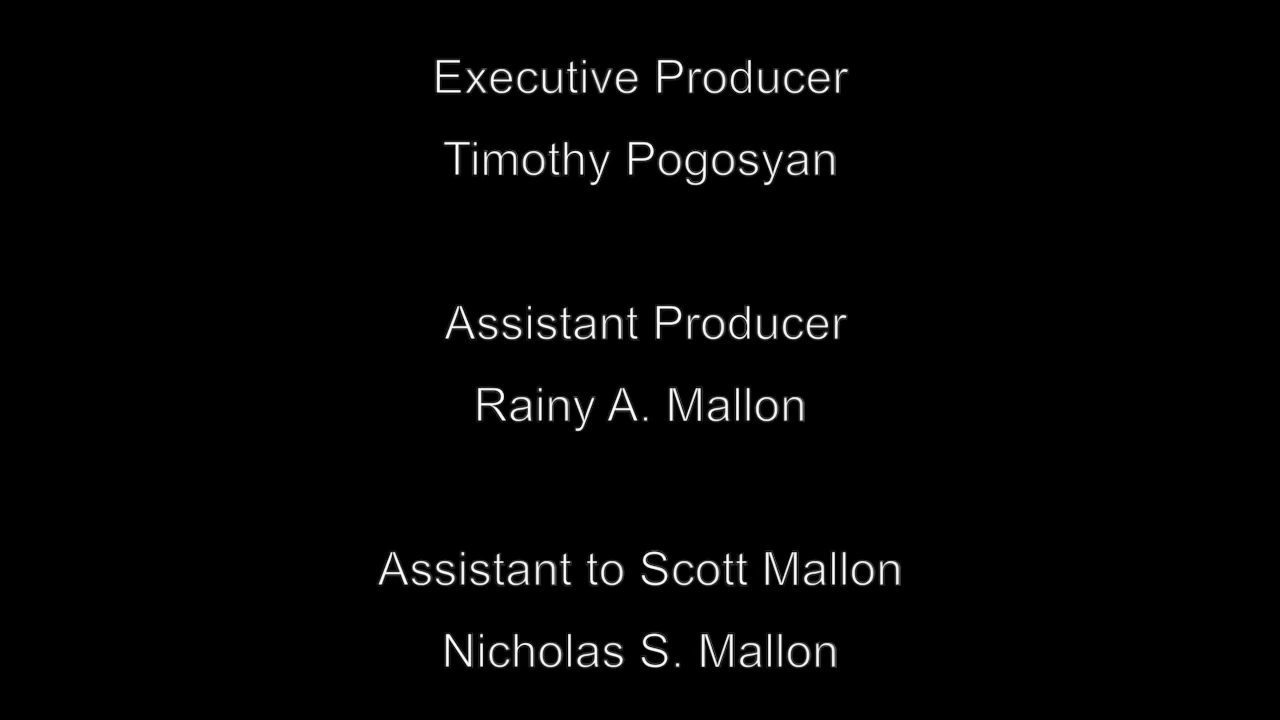 Executive Producer
Timothy Pogosyan
Assistant Producer
Rainy A. Mallon
Assistant to Scott Mallon
Nicholas S. Mallon